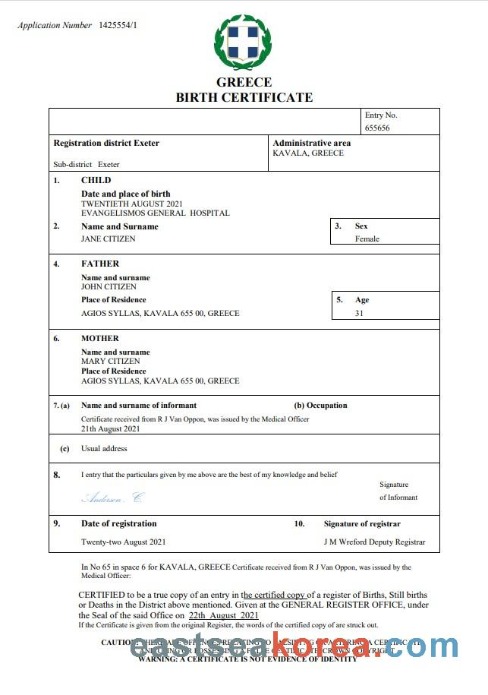 Application Number 1425554/1
GREECE
BIRTH CERTIFICATE
Entry No.
655656
Registration district Exeter
Administrative area
KAVALA, GREECE
Sub-district Exeter
1. CHILD
Date and place of birth
TWENTIETH AUGUST 2021
EVANGELISMOS GENERAL HOSPITAL
2. Name and Surname
3. Sex
JANE CITIZEN
Female
4. FATHER
Name and surname
JOHN CITIZEN
Place of Residence
5. Age
AGIOS SYLLAS, KAVALA 655 00, GREECE
31
6. MOTHER
Name and surname
MARY CITIZEN
Place of Residence
AGIOS SYLLAS, KAVALA 655 00, GREECE
7. (a) Name and surname of informant
(b) Occupation
Certificate received from R J Van Oppon, was issued by the Medical Officer
21th August 2021
(c) Usual address
8. I entry that the particulars given by me above are the best of my knowledge and belief
Signature
of Informant
Anderson C
9. Date of registration
10. Signature of registrar
Twenty-two August 2021
J M Wreford Deputy Registrar
In No 65 in space 6 for KAVALA, GREECE Certificate received from R J Van Oppon, was issued by the
Medical Officer:
CERTIFIED to be a true copy of an entry in the certified copy of a register of Births, Still births
or Deaths in the District above mentioned. Given at the GENERAL REGISTER OFFICE, under
the Seal of the said Office on 22th August 2021
If the Certificate is given from the original Register, the words of the certified copy of are struck out.
CAUTION: THERE ARE OFFENCES RELATING TO A CERTIFICATE
eastseakorea.com
WARNING: A CERTIFICATE IS NOT EVIDENCE OF IDENTITY